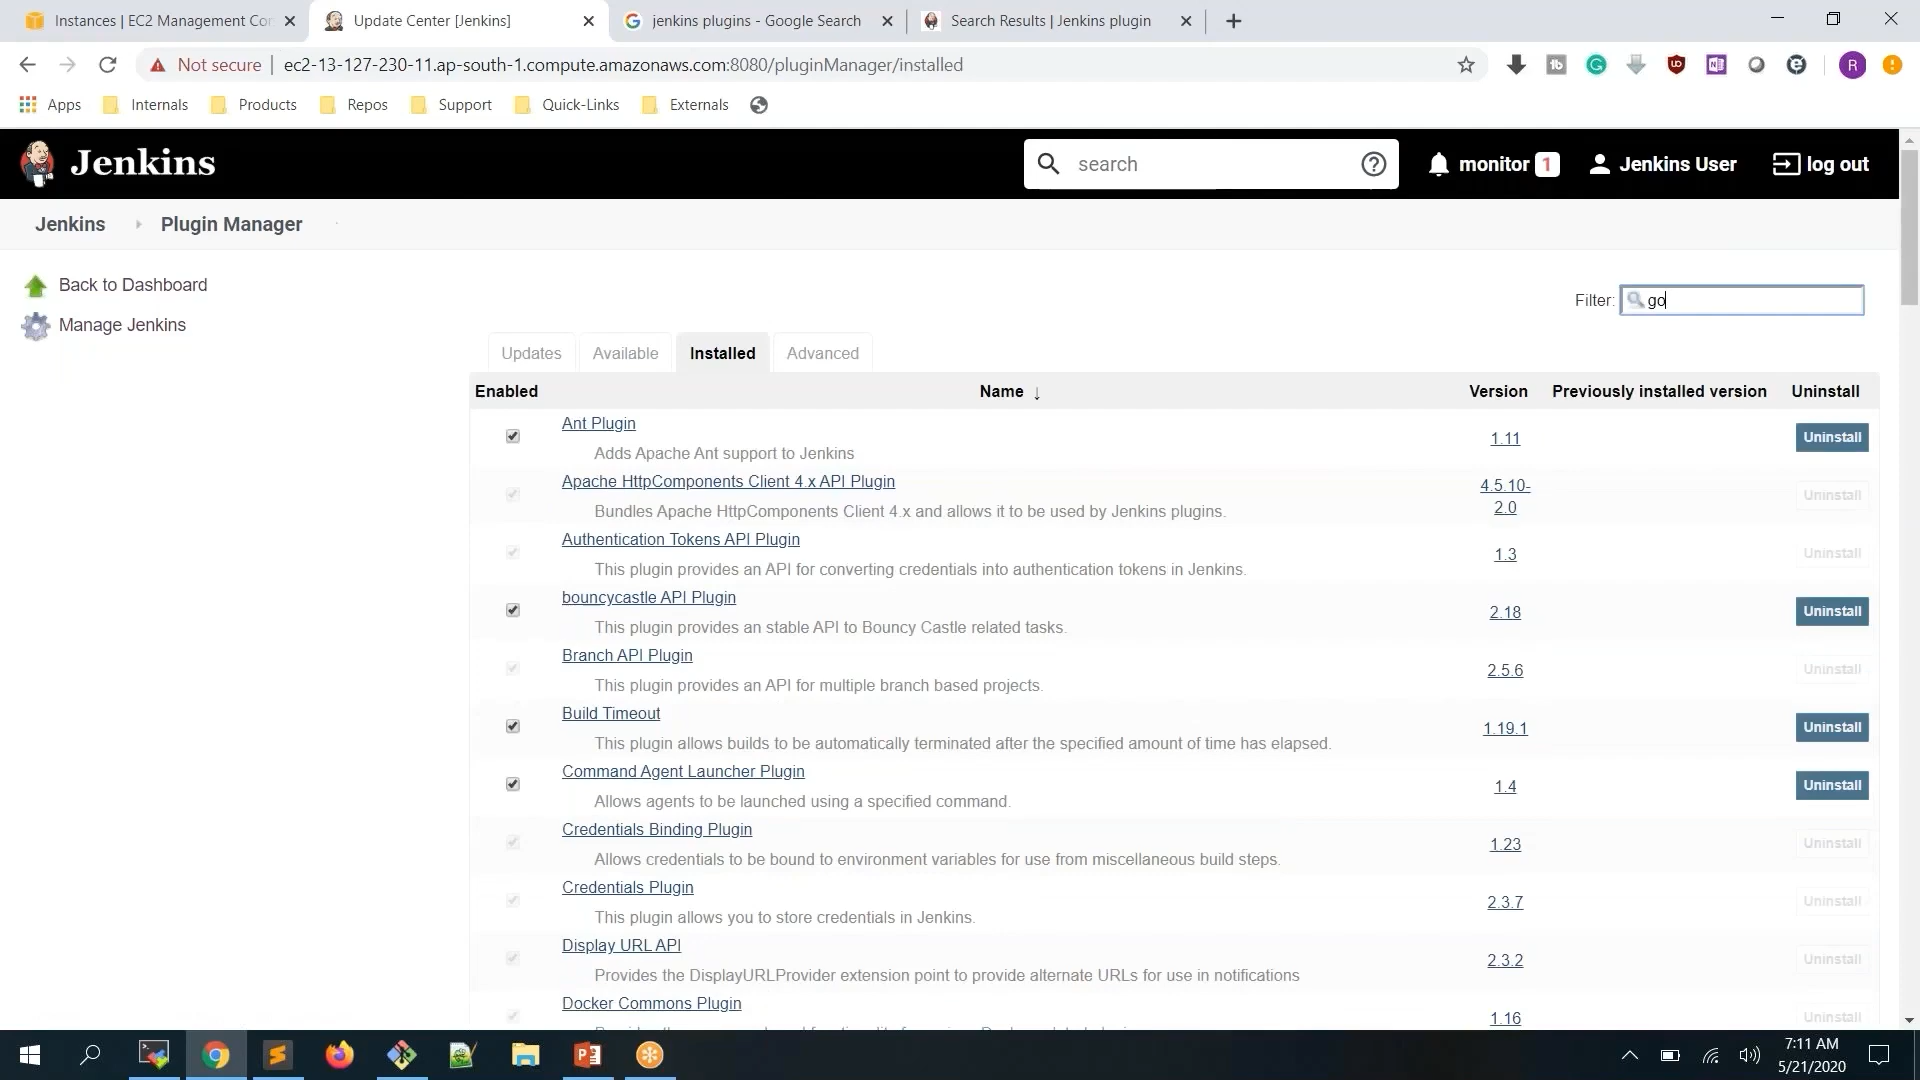 Instances | EC2 Management Con
Update Center [Jenkins]
jenkins plugins - Google Search
Search Results | Jenkins plugin
Not secure
ec2-13-127-230-11.ap-south-1.compute.amazonaws.com:8080/pluginManager/installed
Apps
Internals
Products
Repos
Support
Quick-Links
Externals
Jenkins
search
monitor 1
Jenkins User
log out
Jenkins
Plugin Manager
Back to Dashboard
Manage Jenkins
Filter: go
Updates
Available
Installed
Advanced
Enabled
Name ↓
Version
Previously installed version
Uninstall
Ant Plugin
Adds Apache Ant support to Jenkins
1.11
Uninstall
Apache HttpComponents Client 4.x API Plugin
Bundles Apache HttpComponents Client 4.x and allows it to be used by Jenkins plugins.
4.5.10-
2.0
Uninstall
Authentication Tokens API Plugin
This plugin provides an API for converting credentials into authentication tokens in Jenkins.
1.3
Uninstall
bouncycastle API Plugin
This plugin provides an stable API to Bouncy Castle related tasks.
2.18
Uninstall
Branch API Plugin
This plugin provides an API for multiple branch based projects.
2.5.6
Uninstall
Build Timeout
This plugin allows builds to be automatically terminated after the specified amount of time has elapsed.
1.19.1
Uninstall
Command Agent Launcher Plugin
Allows agents to be launched using a specified command.
1.4
Uninstall
Credentials Binding Plugin
Allows credentials to be bound to environment variables for use from miscellaneous build steps.
1.23
Uninstall
Credentials Plugin
This plugin allows you to store credentials in Jenkins.
2.3.7
Uninstall
Display URL API
Provides the DisplayURLProvider extension point to provide alternate URLs for use in notifications
2.3.2
Uninstall
Docker Commons Plugin
1.16
Uninstall
7:11 AM
5/21/2020